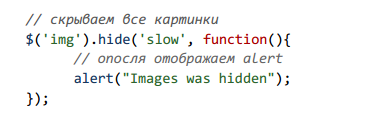 // скрываем все картинки
$('img').hide('slow', function(){
// опосля отображаем alert
alert("Images was hidden");
});